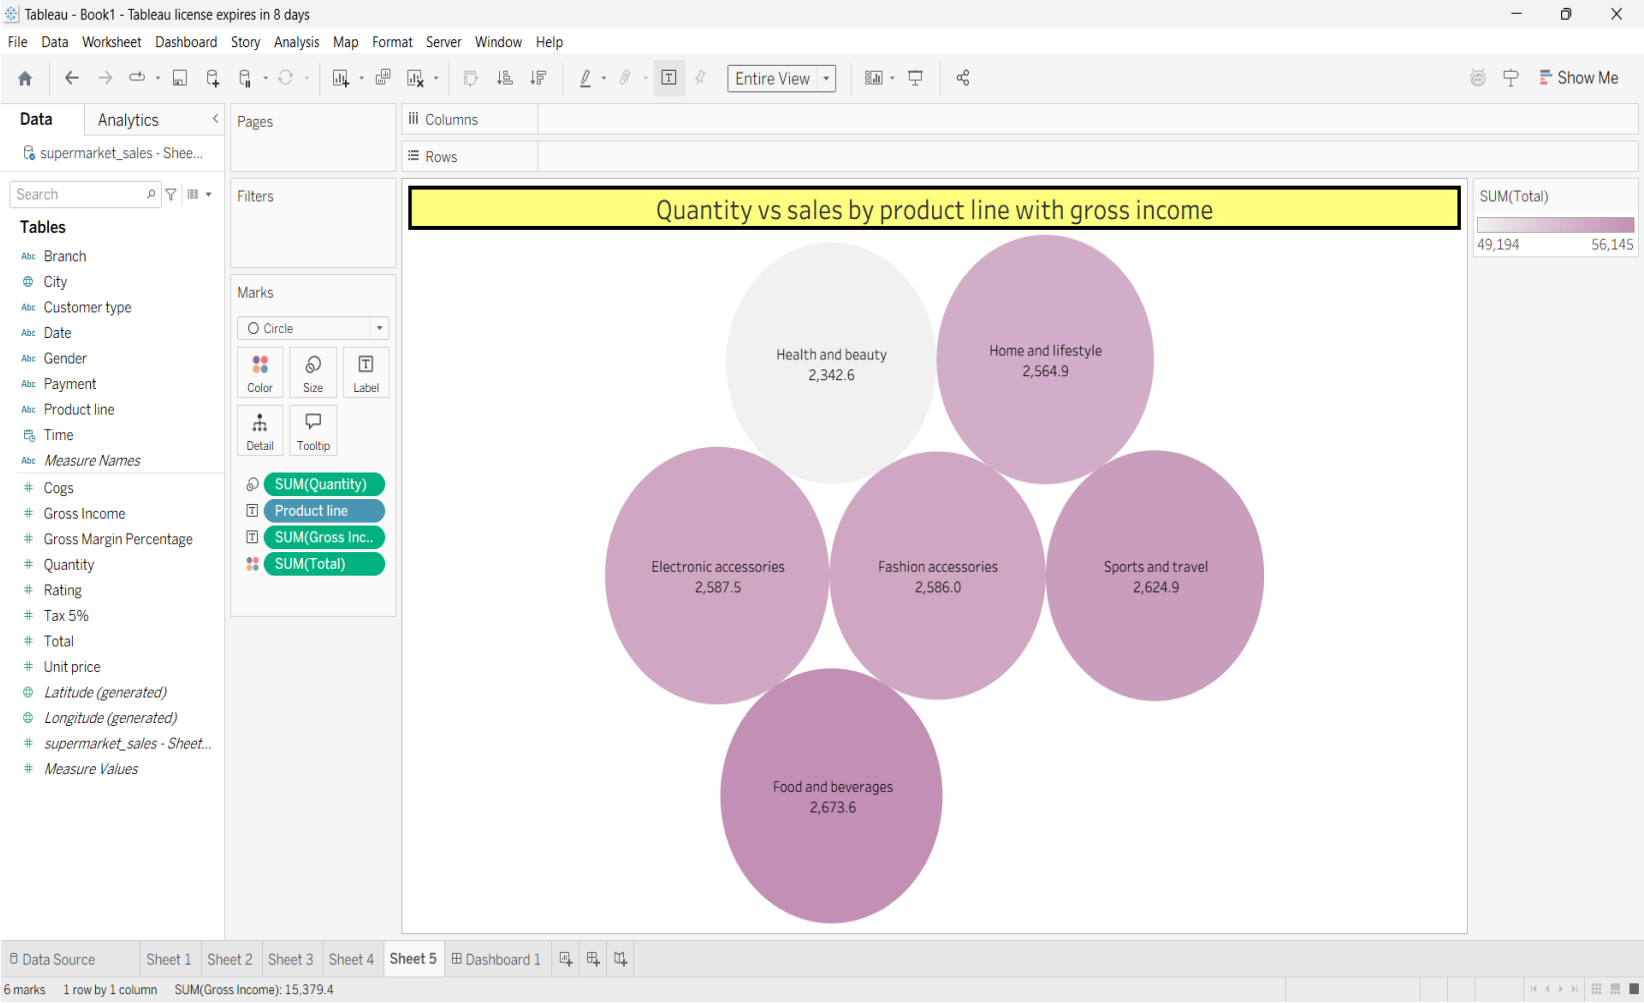 Tableau - Book1 - Tableau license expires in 8 days
File Data Worksheet Dashboard Story Analysis Map Format Server Window Help
Entire View
Show Me
Data Analytics
supermarket_sales - Shee...
Search
Tables
Abc Branch
City
Abc Customer type
Abc Date
Abc Gender
Abc Payment
Abc Product line
Time
Abc Measure Names
# Cogs
# Gross Income
# Gross Margin Percentage
# Quantity
# Rating
# Tax 5%
# Total
# Unit price
Latitude (generated)
Longitude (generated)
# supermarket_sales - Sheet...
# Measure Values
Pages
Filters
Marks
Circle
Color Size Label
Detail Tooltip
SUM(Quantity)
Product line
SUM(Gross Inc..
SUM(Total)
Columns
Rows
Quantity vs sales by product line with gross income
Health and beauty
2,342.6
Home and lifestyle
2,564.9
Electronic accessories
2,587.5
Fashion accessories
2,586.0
Sports and travel
2,624.9
Food and beverages
2,673.6
SUM(Total)
49,194 56,145
Data Source Sheet 1 Sheet 2 Sheet 3 Sheet 4 Sheet 5 Dashboard 1
6 marks 1 row by 1 column SUM(Gross Income): 15,379.4